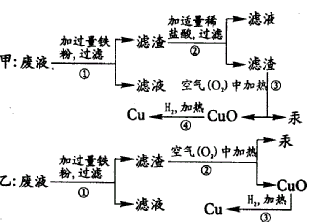 加适量稀
盐酸,过滤
②
滤液
滤渣
加过量铁
粉,过滤
①
甲:废液
滤渣
滤液
空气(O₂)中加热
③
Cu
H₂,加热
④
CuO
汞
加过量铁
粉,过滤
①
乙:废液
滤渣
滤液
空气(O₂)中加热
②
汞
CuO
H₂,加热
③
Cu